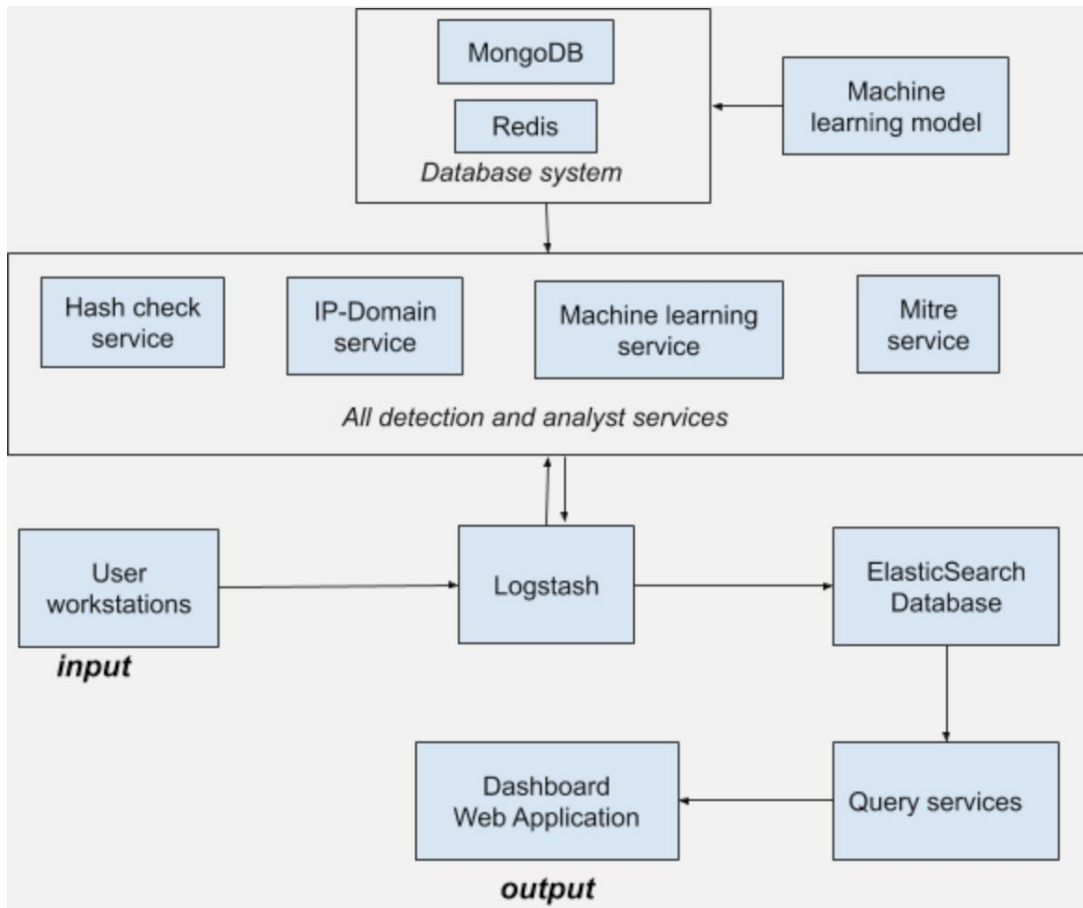 MongoDB
Redis
Database system
Machine
learning model
Hash check
service
IP-Domain
service
Machine learning
service
Mitre
service
All detection and analyst services
User
workstations
input
Logstash
ElasticSearch
Database
Dashboard
Web Application
output
Query services